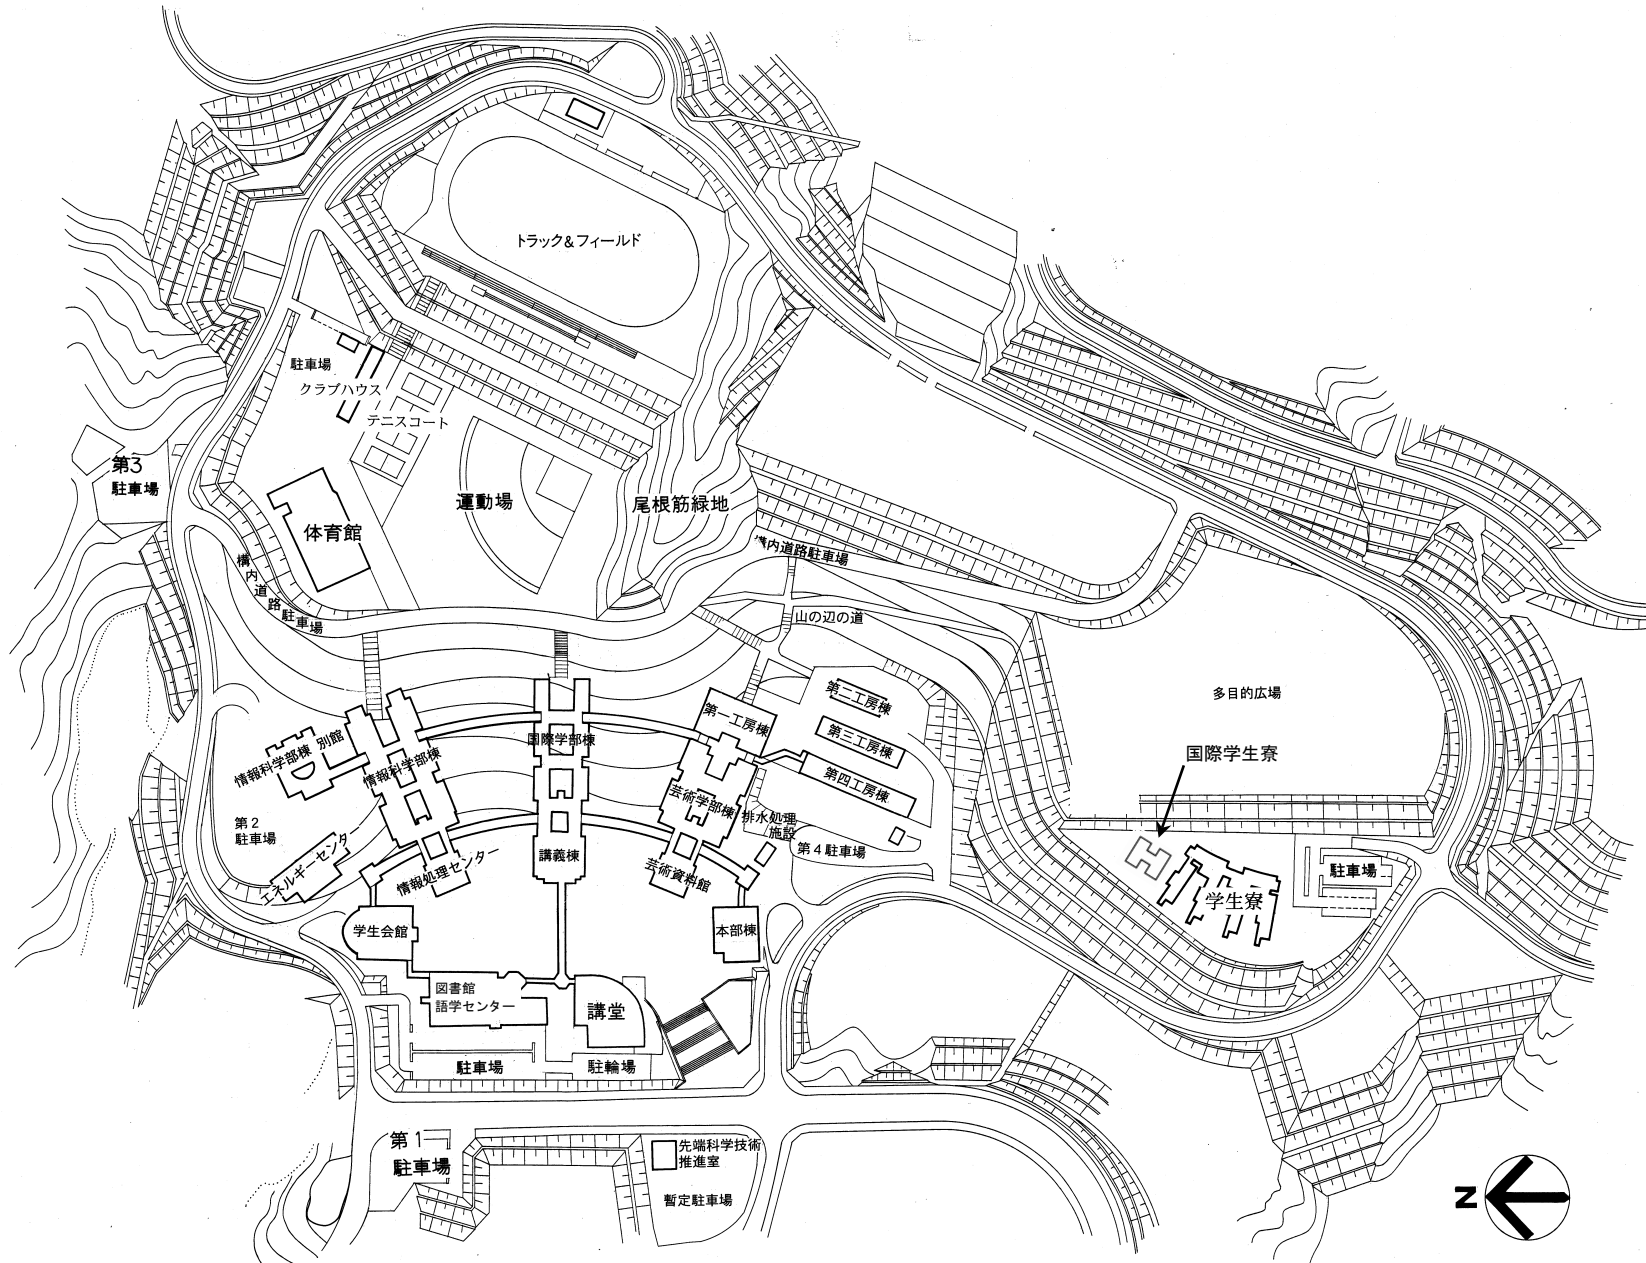 トラック&フィールド
駐車場
クラブハウス
テニスコート
第3
駐車場
運動場
尾根筋緑地
体育館
構内道路駐車場
構内道路駐車場
山の辺の道
第一工房棟
第二工房棟
第三工房棟
第四工房棟
多目的広場
国際学生寮
情報科学部棟 別館
情報科学部棟
国際学部棟
芸術学部棟
排水処理
施設
第2
駐車場
エネルギーセンタ
情報処理センター
講義棟
芸術資料館
第4駐車場
駐車場
学生寮
学生会館
本部棟
図書館
語学センター
講堂
駐車場
駐輪場
第1
駐車場
先端科学技術
推進室
暫定駐車場
N